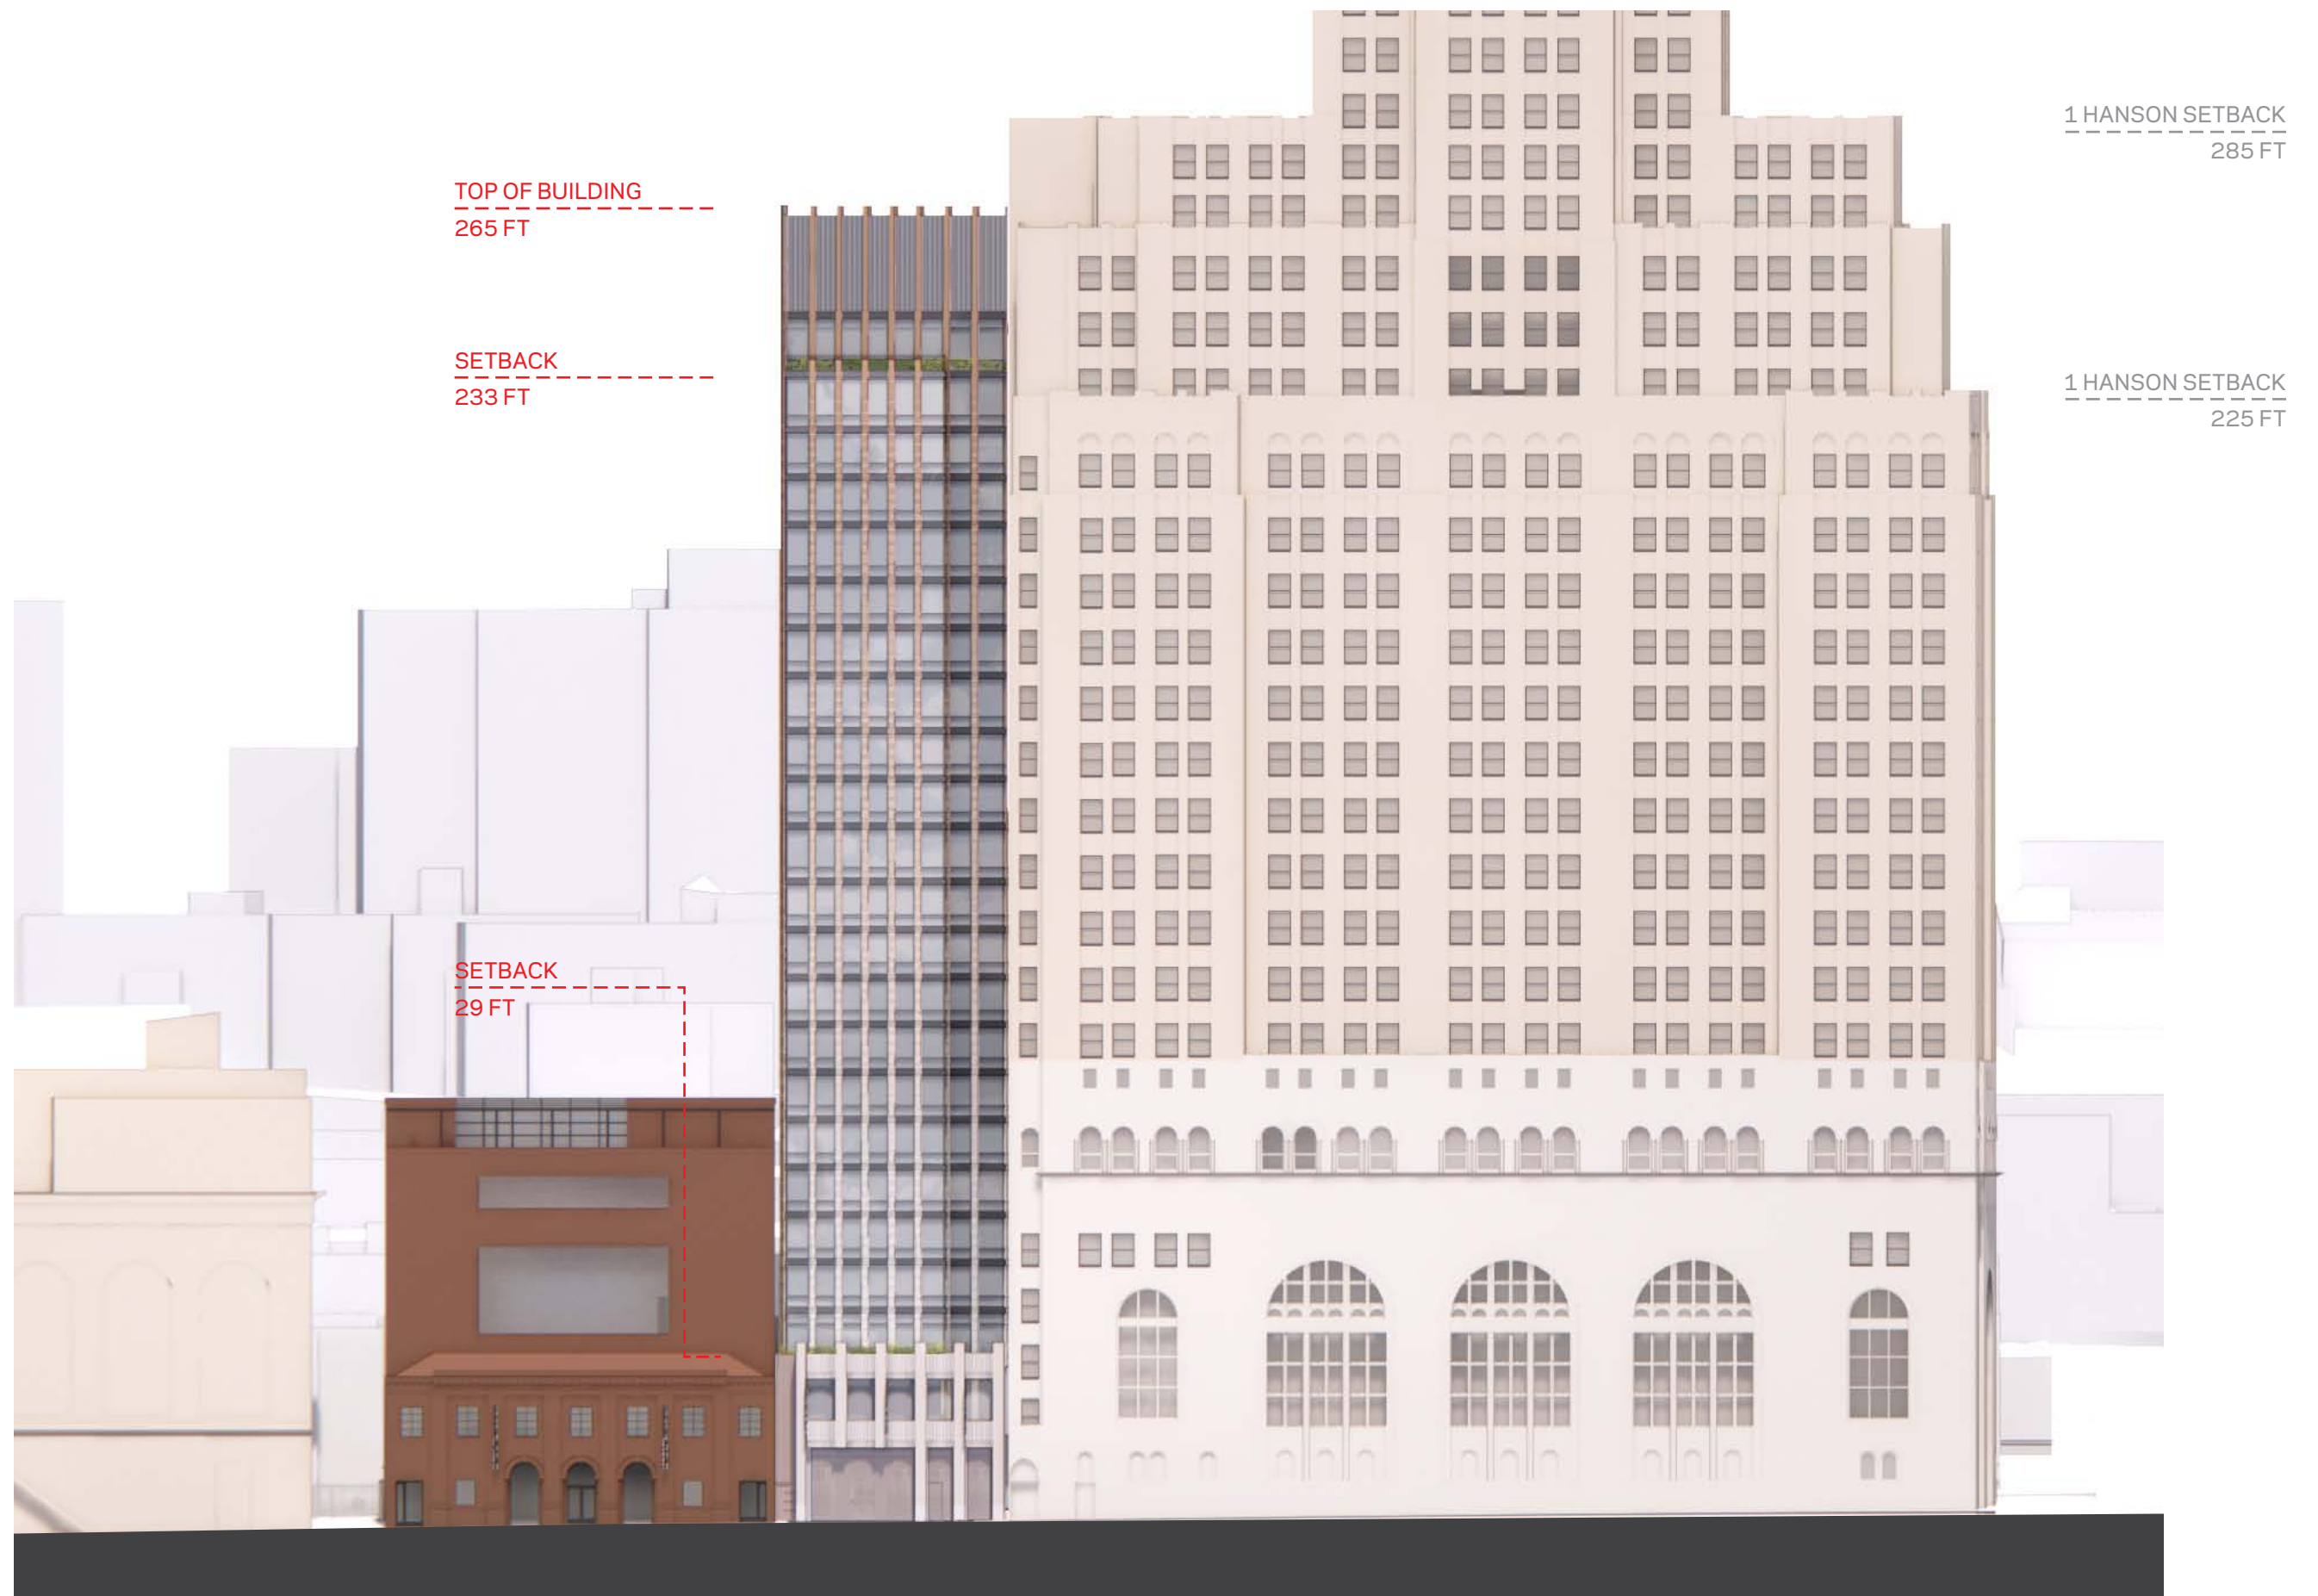 1 HANSON SETBACK
285 FT
TOP OF BUILDING
265 FT
SETBACK
233 FT
1 HANSON SETBACK
225 FT
SETBACK
29 FT